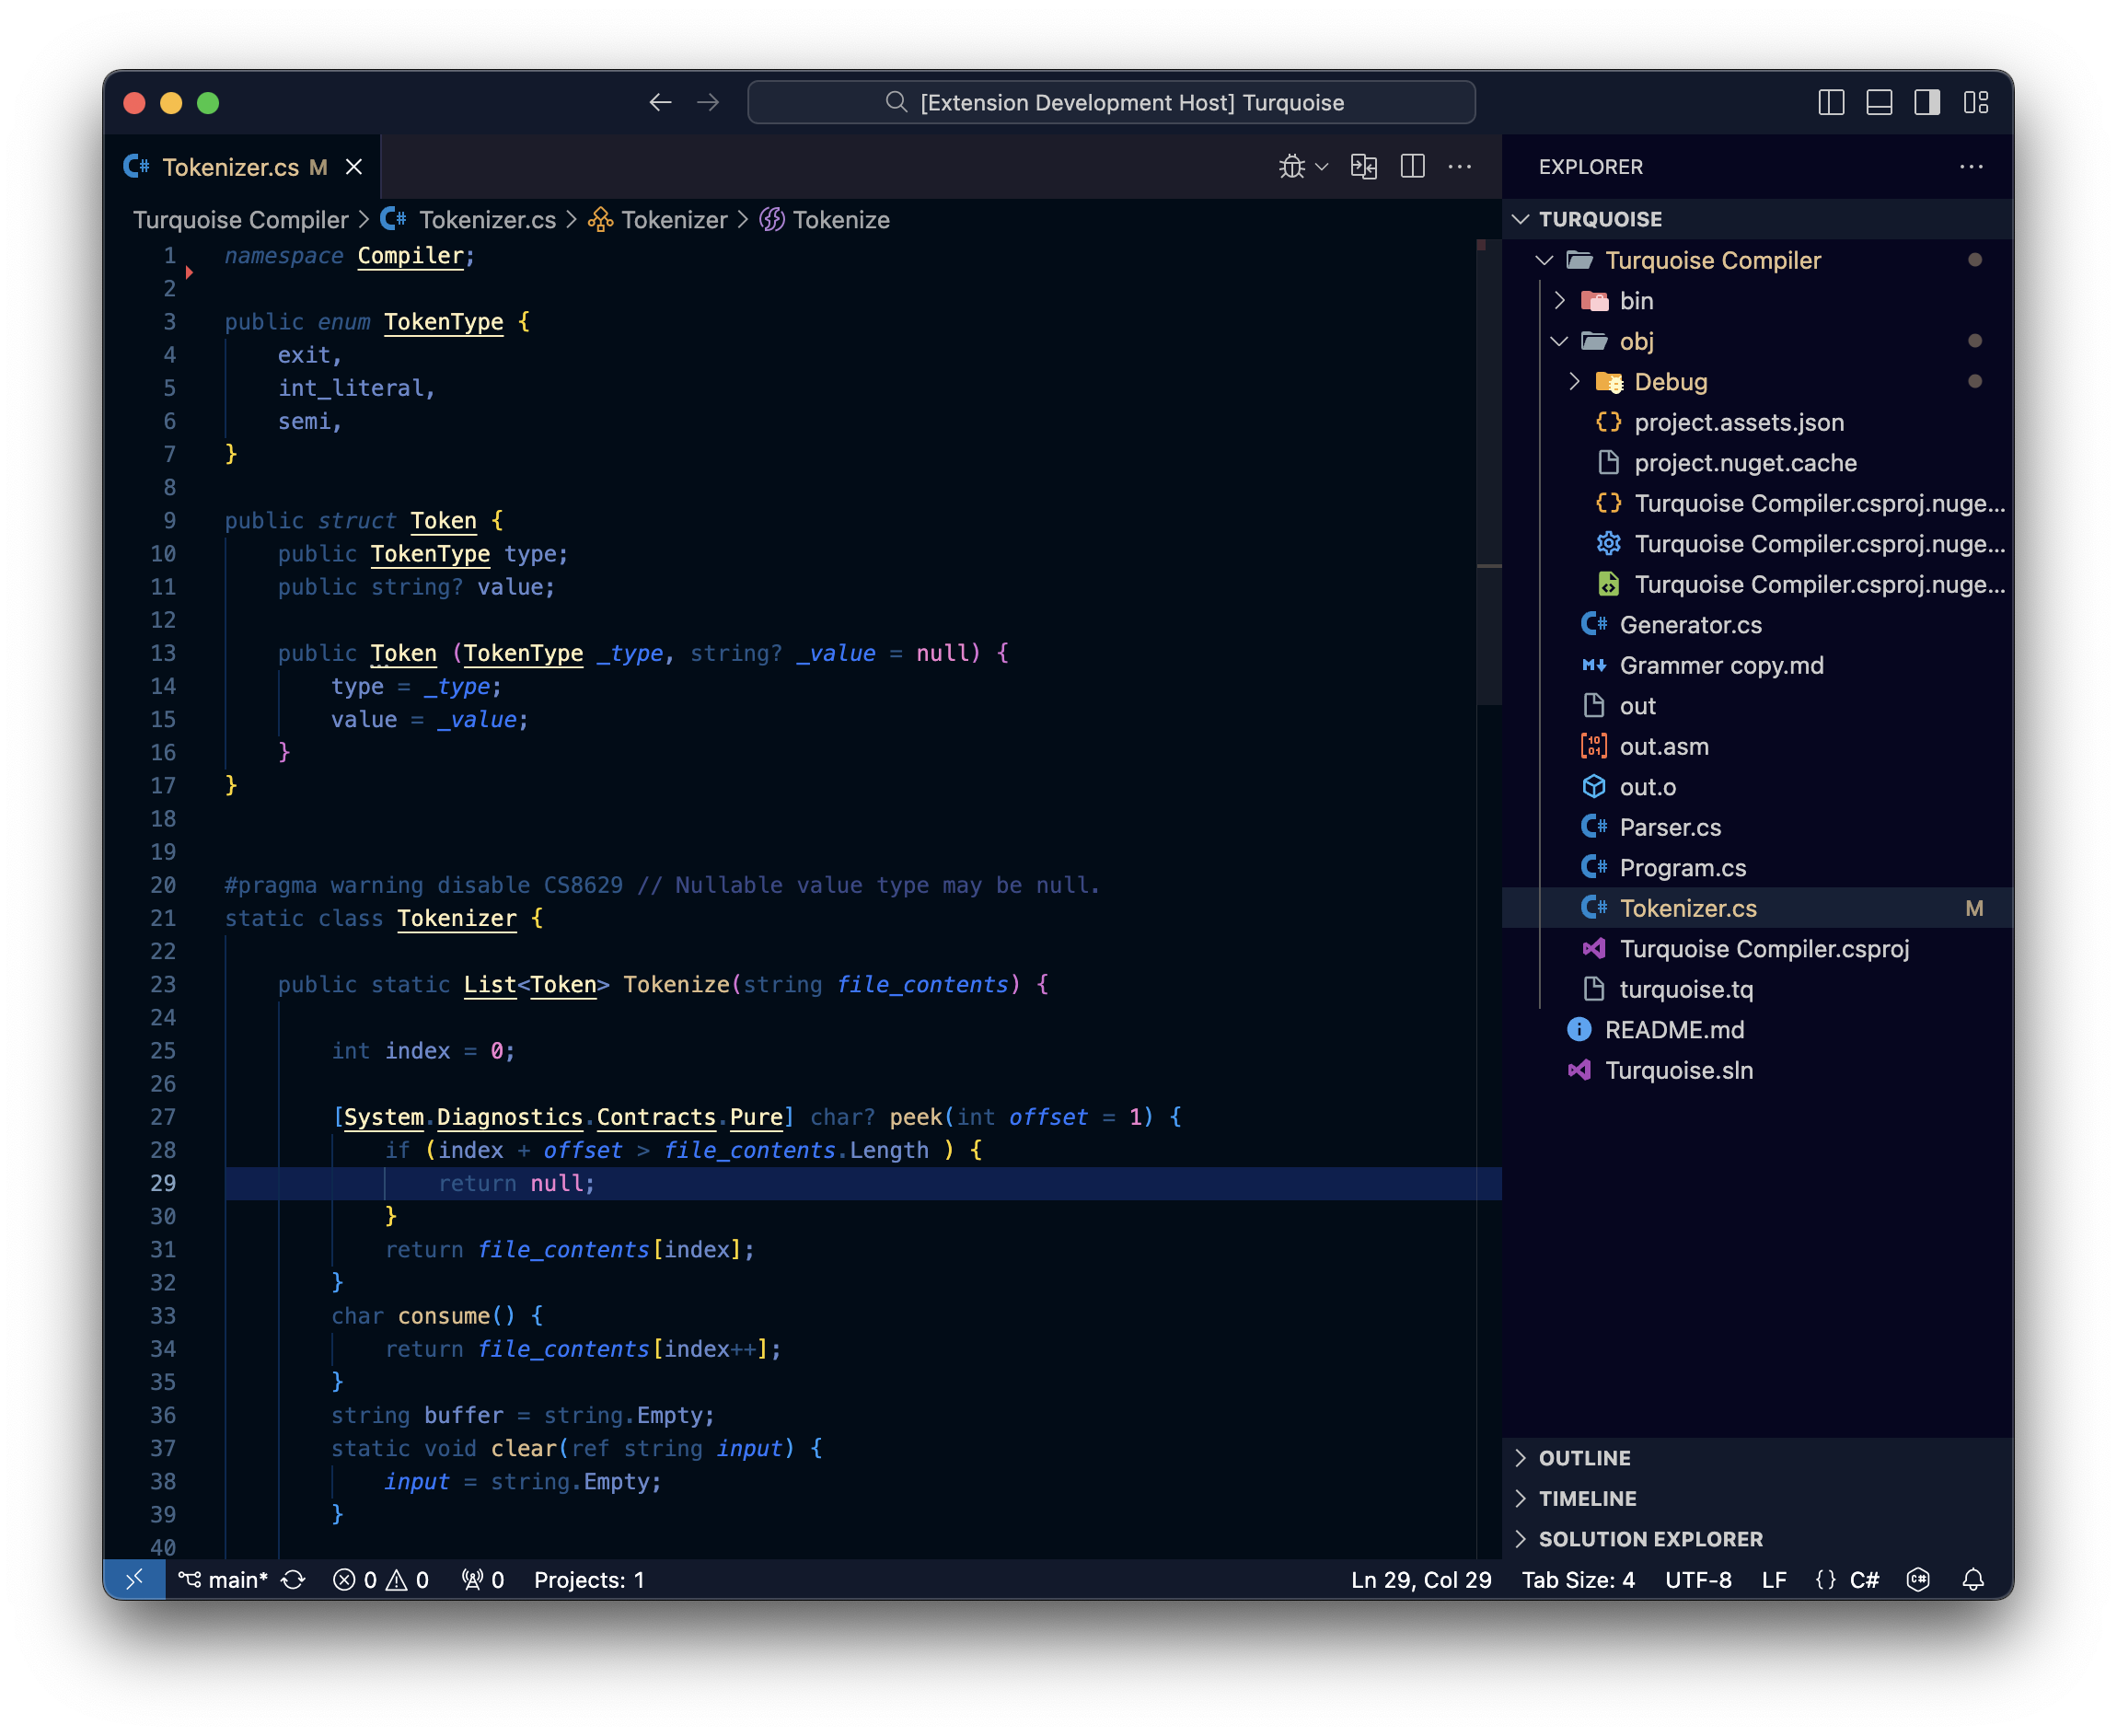 [Extension Development Host] Turquoise
Tokenizer.cs M
Turquoise Compiler > Tokenizer.cs > Tokenizer > Tokenize
1 namespace Compiler;
2
3 public enum TokenType {
4     exit,
5     int_literal,
6     semi,
7 }
8
9 public struct Token {
10     public TokenType type;
11     public string? value;
12
13     public Token (TokenType _type, string? _value = null) {
14         type = _type;
15         value = _value;
16     }
17 }
18
19
20 #pragma warning disable CS8629 // Nullable value type may be null.
21 static class Tokenizer {
22
23     public static List<Token> Tokenize(string file_contents) {
24
25         int index = 0;
26
27         [System.Diagnostics.Contracts.Pure] char? peek(int offset = 1) {
28             if (index + offset > file_contents.Length ) {
29                 return null;
30             }
31             return file_contents[index];
32         }
33         char consume() {
34             return file_contents[index++];
35         }
36         string buffer = string.Empty;
37         static void clear(ref string input) {
38             input = string.Empty;
39         }
40
EXPLORER
TURQUOISE
Turquoise Compiler
bin
obj
Debug
project.assets.json
project.nuget.cache
Turquoise Compiler.csproj.nuge...
Turquoise Compiler.csproj.nuge...
Turquoise Compiler.csproj.nuge...
Generator.cs
Grammer copy.md
out
out.asm
out.o
Parser.cs
Program.cs
Tokenizer.cs M
Turquoise Compiler.csproj
turquoise.tq
README.md
Turquoise.sln
OUTLINE
TIMELINE
SOLUTION EXPLORER
main* 0 0 0 Projects: 1 Ln 29, Col 29 Tab Size: 4 UTF-8 LF {} C#